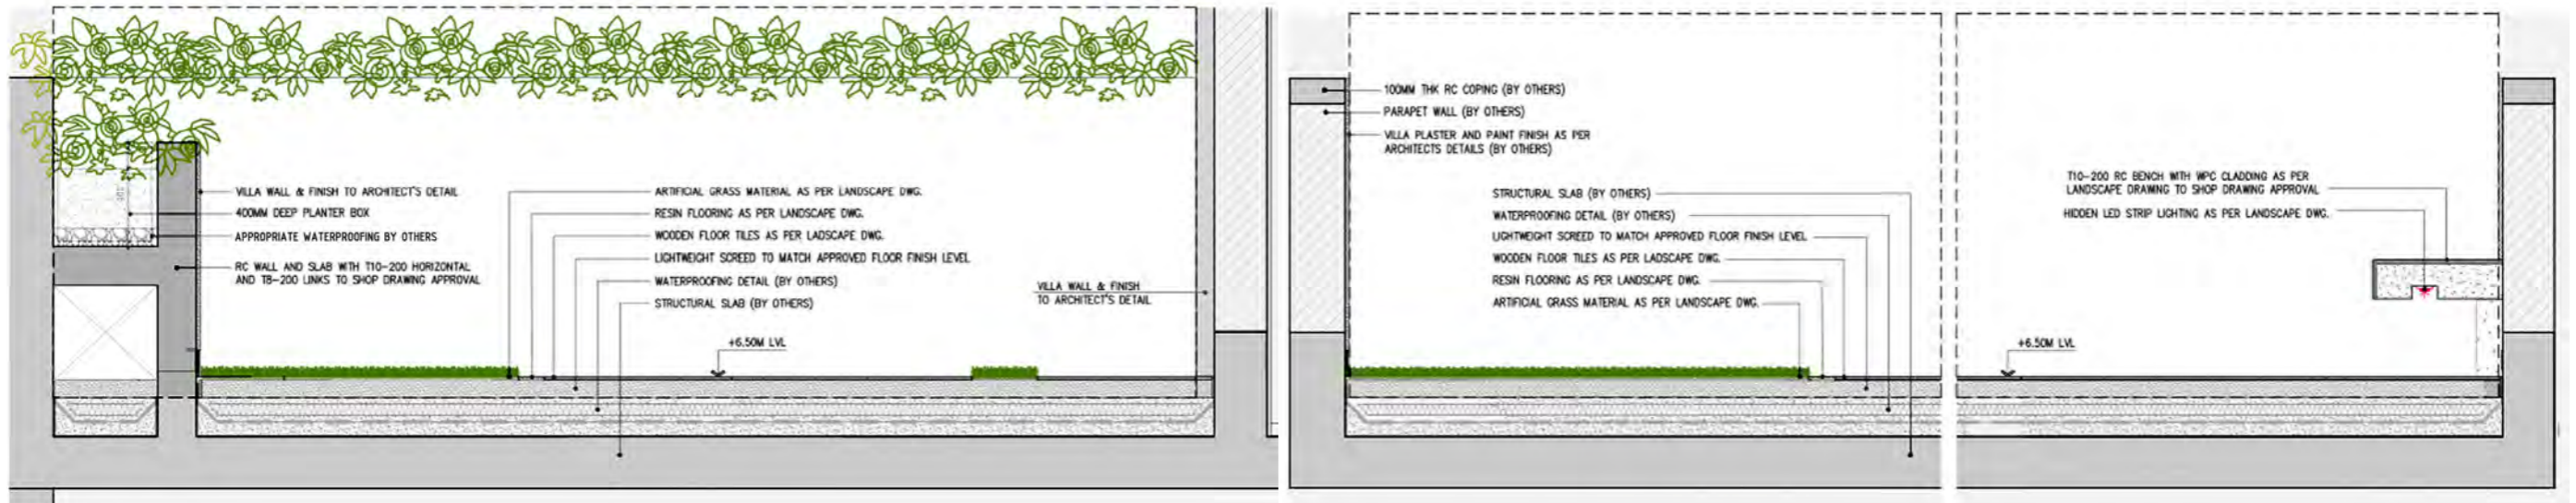 VILLA WALL & FINISH TO ARCHITECT'S DETAIL
400MM DEEP PLANTER BOX
APPROPRIATE WATERPROOFING BY OTHERS
RC WALL AND SLAB WITH T10-200 HORIZONTAL
AND T8-200 LINKS TO SHOP DRAWING APPROVAL
ARTIFICIAL GRASS MATERIAL AS PER LANDSCAPE DWG.
RESIN FLOORING AS PER LANDSCAPE DWG.
WOODEN FLOOR TILES AS PER LADSCAPE DWG.
LIGHTWEIGHT SCREED TO MATCH APPROVED FLOOR FINISH LEVEL
WATERPROOFING DETAIL (BY OTHERS)
STRUCTURAL SLAB (BY OTHERS)
+6.50M LVL
VILLA WALL & FINISH
TO ARCHITECT'S DETAIL
100MM THK RC COPING (BY OTHERS)
PARAPET WALL (BY OTHERS)
VILLA PLASTER AND PAINT FINISH AS PER
ARCHITECTS DETAILS (BY OTHERS)
STRUCTURAL SLAB (BY OTHERS)
WATERPROOFING DETAIL (BY OTHERS)
LIGHTWEIGHT SCREED TO MATCH APPROVED FLOOR FINISH LEVEL
WOODEN FLOOR TILES AS PER LADSCAPE DWG.
RESIN FLOORING AS PER LANDSCAPE DWG.
ARTIFICIAL GRASS MATERIAL AS PER LANDSCAPE DWG.
T10-200 RC BENCH WITH WPC CLADDING AS PER
LANDSCAPE DRAWING TO SHOP DRAWING APPROVAL
HIDDEN LED STRIP LIGHTING AS PER LANDSCAPE DWG.
+6.50M LVL